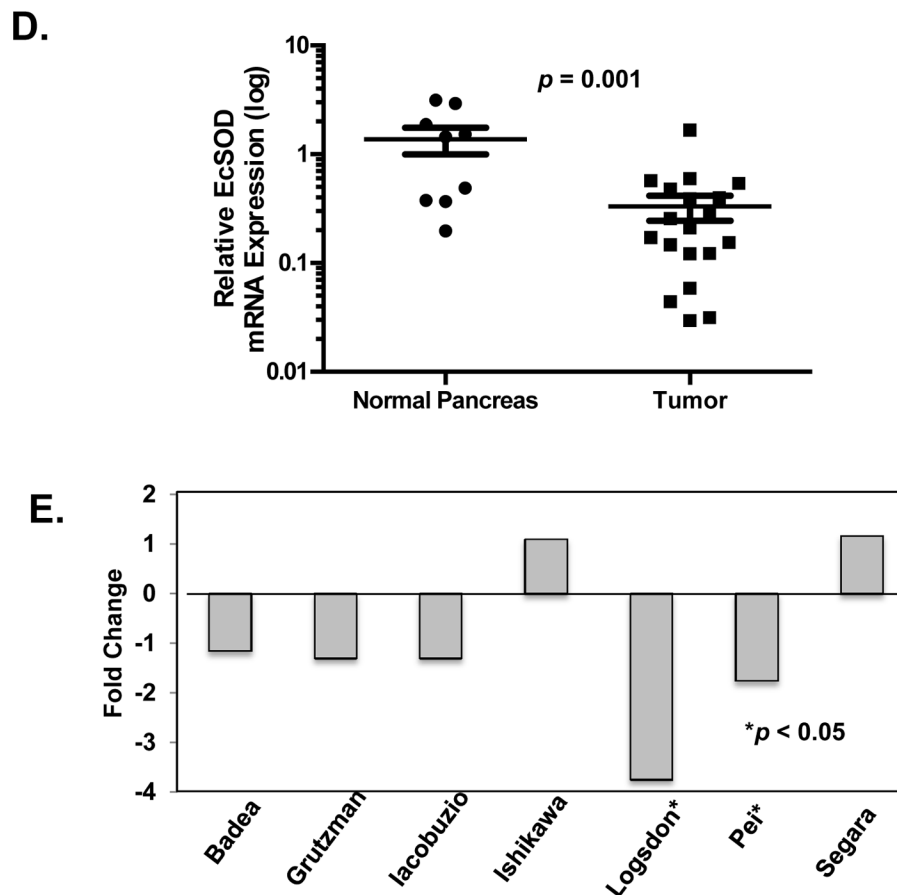 D.
Relative EcSOD
mRNA Expression (log)
10
1
0.1
0.01
p = 0.001
Normal Pancreas
Tumor
E.
Fold Change
2
1
0
-1
-2
-3
-4
*p < 0.05
Badea
Grutzman
Iacobuzio
Ishikawa
Logsdon*
Pei*
Segara